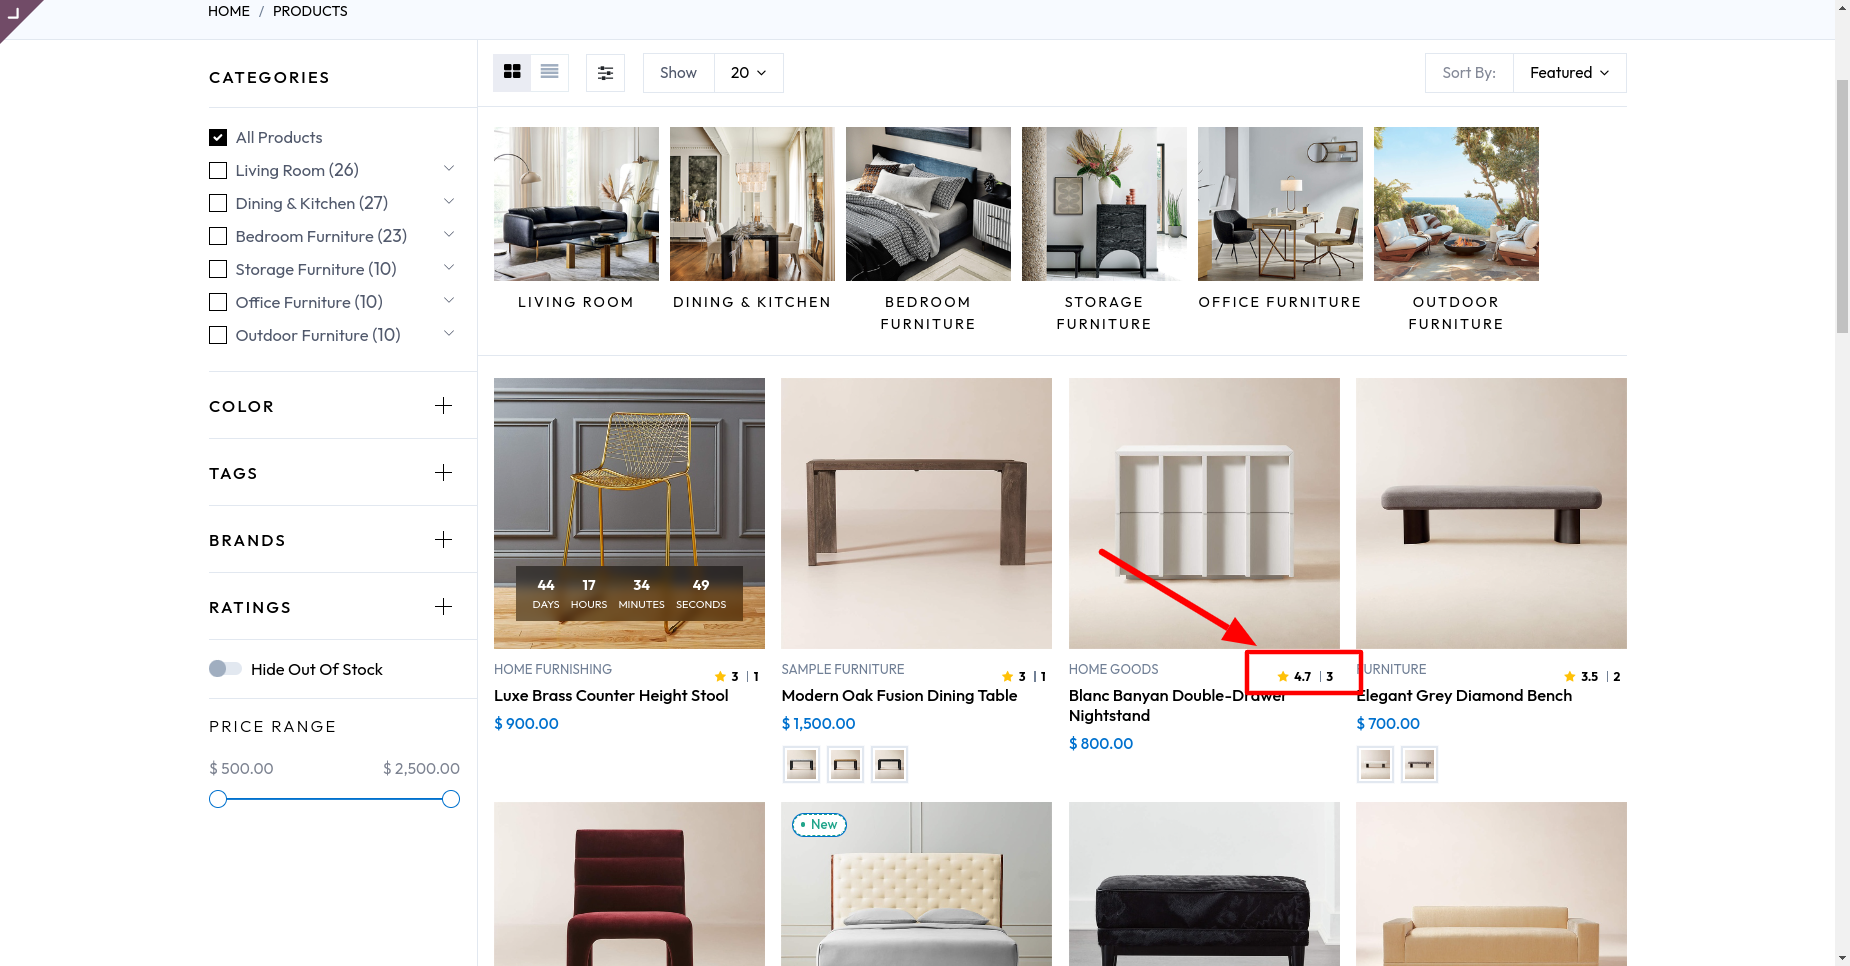 HOME / PRODUCTS
CATEGORIES
All Products
Living Room (26)
Dining & Kitchen (27)
Bedroom Furniture (23)
Storage Furniture (10)
Office Furniture (10)
Outdoor Furniture (10)
COLOR
TAGS
BRANDS
RATINGS
Hide Out Of Stock
PRICE RANGE
$ 500.00 $ 2,500.00
Show 20
Sort By: Featured
LIVING ROOM
DINING & KITCHEN
BEDROOM
FURNITURE
STORAGE
FURNITURE
OFFICE FURNITURE
OUTDOOR
FURNITURE
44 17 34 49
DAYS HOURS MINUTES SECONDS
HOME FURNISHING
3 | 1
Luxe Brass Counter Height Stool
$ 900.00
SAMPLE FURNITURE
3 | 1
Modern Oak Fusion Dining Table
$ 1,500.00
HOME GOODS
4.7 | 3
Blanc Banyan Double-Drawer
Nightstand
$ 800.00
FURNITURE
3.5 | 2
Elegant Grey Diamond Bench
$ 700.00
New